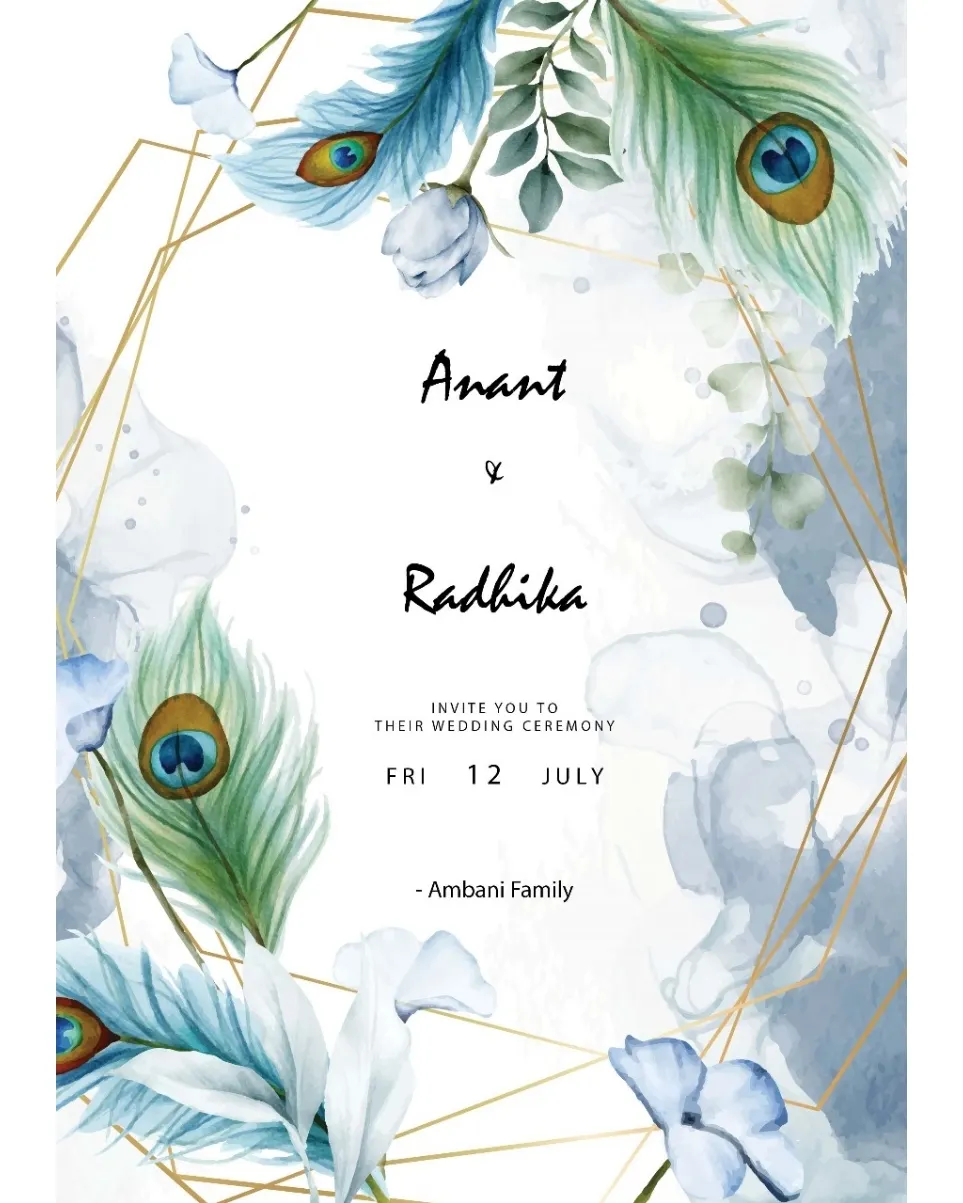 Anant
&
Radhika
INVITE YOU TO
THEIR WEDDING CEREMONY
FRI 12 JULY
- Ambani Family